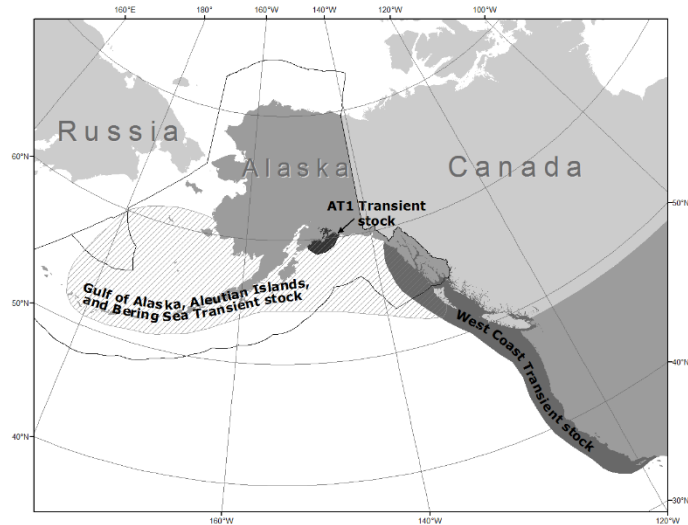 160°E
180°
160°W
140°W
120°W
100°W
Russia
Alaska
Canada
60°N
50°N
AT1 Transient
stock
Gulf of Alaska, Aleutian Islands,
and Bering Sea Transient stock
West Coast Transient stock
50°N
40°N
40°N
30°N
160°W
140°W
120°W